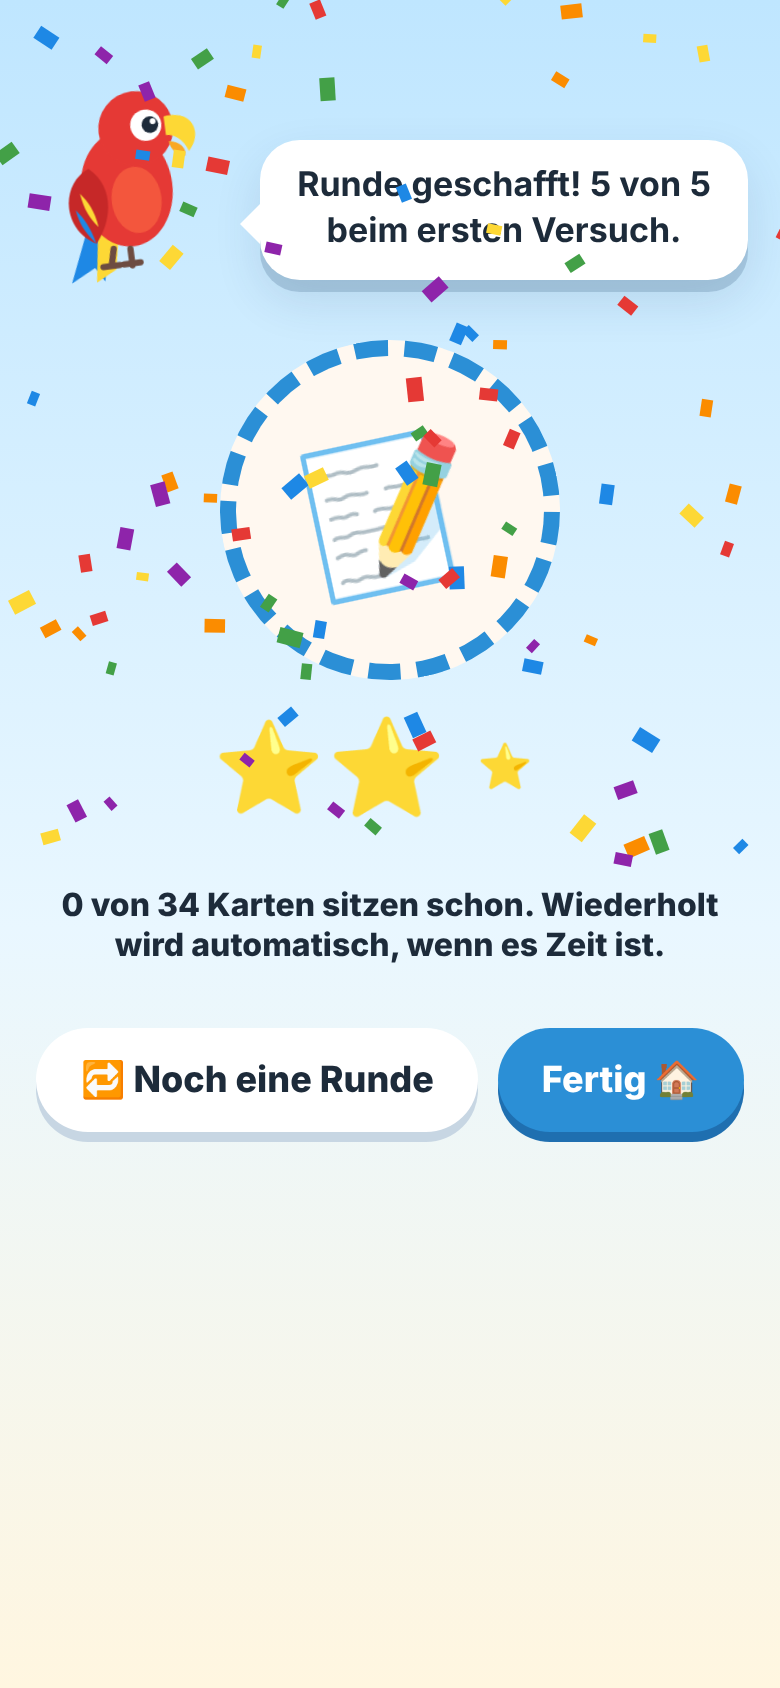 Runde geschafft! 5 von 5
beim ersten Versuch.
0 von 34 Karten sitzen schon. Wiederholt
wird automatisch, wenn es Zeit ist.
Noch eine Runde
Fertig